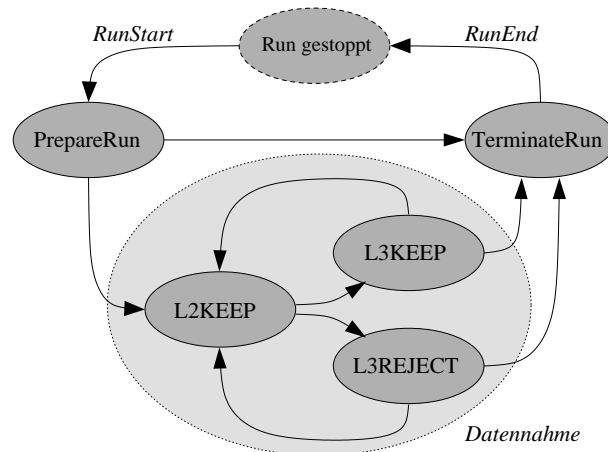 RunStart
Run gestoppt
RunEnd
PrepareRun
TerminateRun
L3KEEP
L2KEEP
L3REJECT
Datennahme